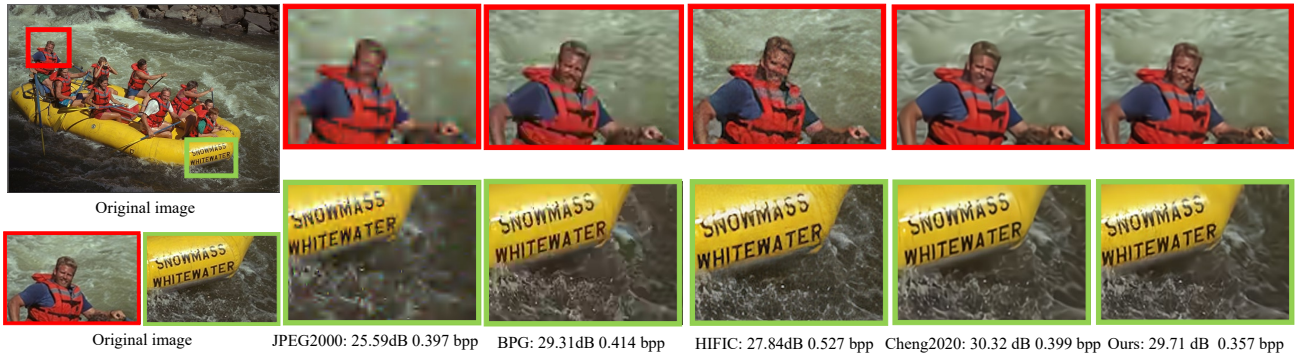 SNOWMASS
WHITEWATER
Original image
SNOWMASS
WHITEWATER
SNOWMASS
WHITEWATER
SNOWMASS
WHITEWATER
SNOWMASS
WHITEWATER
SNOWMASS
WHITEWATER
SNOWMASS
WHITEWATER
Original image
JPEG2000: 25.59dB 0.397 bpp
BPG: 29.31dB 0.414 bpp
HIFIC: 27.84dB 0.527 bpp
Cheng2020: 30.32 dB 0.399 bpp
Ours: 29.71 dB 0.357 bpp